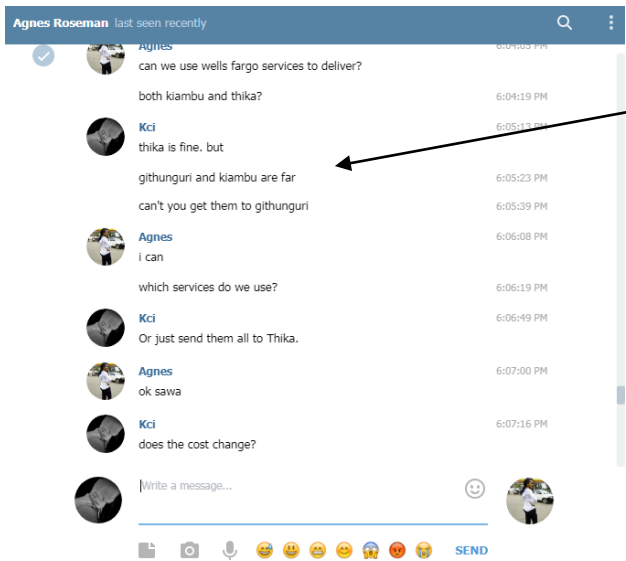 Agnes Roseman last seen recently
Agnes 6:04:05 PM
can we use wells fargo services to deliver?
both kiambu and thika? 6:04:19 PM
Kci 6:05:13 PM
thika is fine. but
githunguri and kiambu are far 6:05:23 PM
can't you get them to githunguri 6:05:39 PM
Agnes 6:06:08 PM
i can
which services do we use? 6:06:19 PM
Kci 6:06:49 PM
Or just send them all to Thika.
Agnes 6:07:00 PM
ok sawa
Kci 6:07:16 PM
does the cost change?
Write a message...
SEND